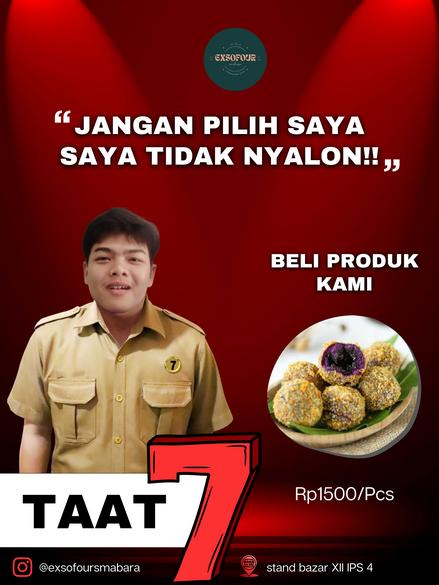 EXSOFOUR
“JANGAN PILIH SAYA
SAYA TIDAK NYALON!!„
BELI PRODUK
KAMI
7
Rp1500/Pcs
TAAT 7
@exsofoursmabara
stand bazar XII IPS 4